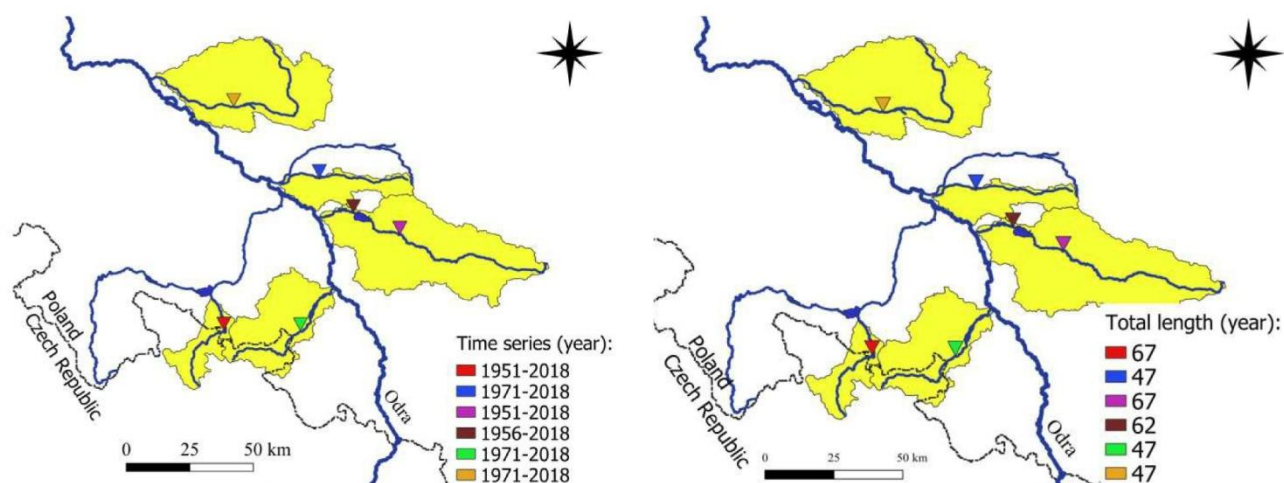 Poland
Czech Republic
Odra
0 25 50 km
Time series (year):
1951-2018
1971-2018
1951-2018
1956-2018
1971-2018
1971-2018
Poland
Czech Republic
Odra
0 25 50 km
Total length (year):
67
47
67
62
47
47